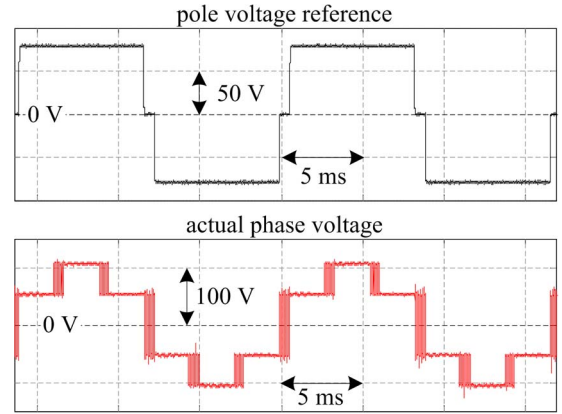 pole voltage reference
50 V
0 V
5 ms
actual phase voltage
100 V
0 V
5 ms